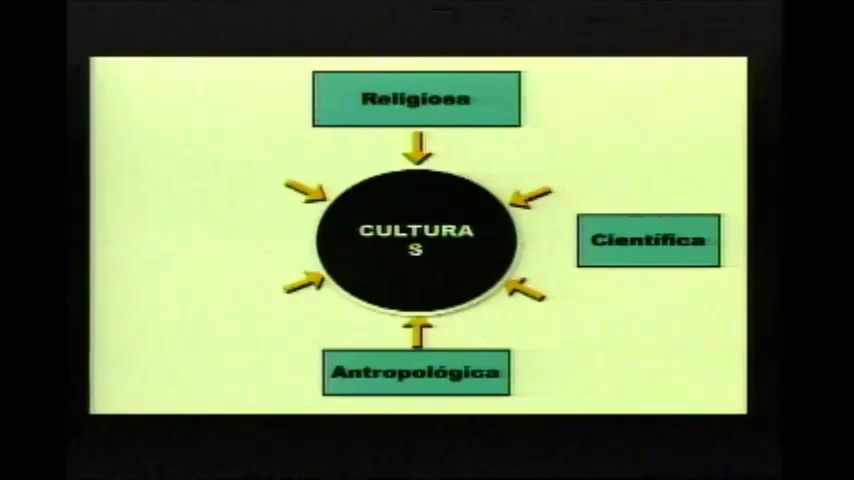 Religiosa
CULTURA
S
Científica
Antropológica